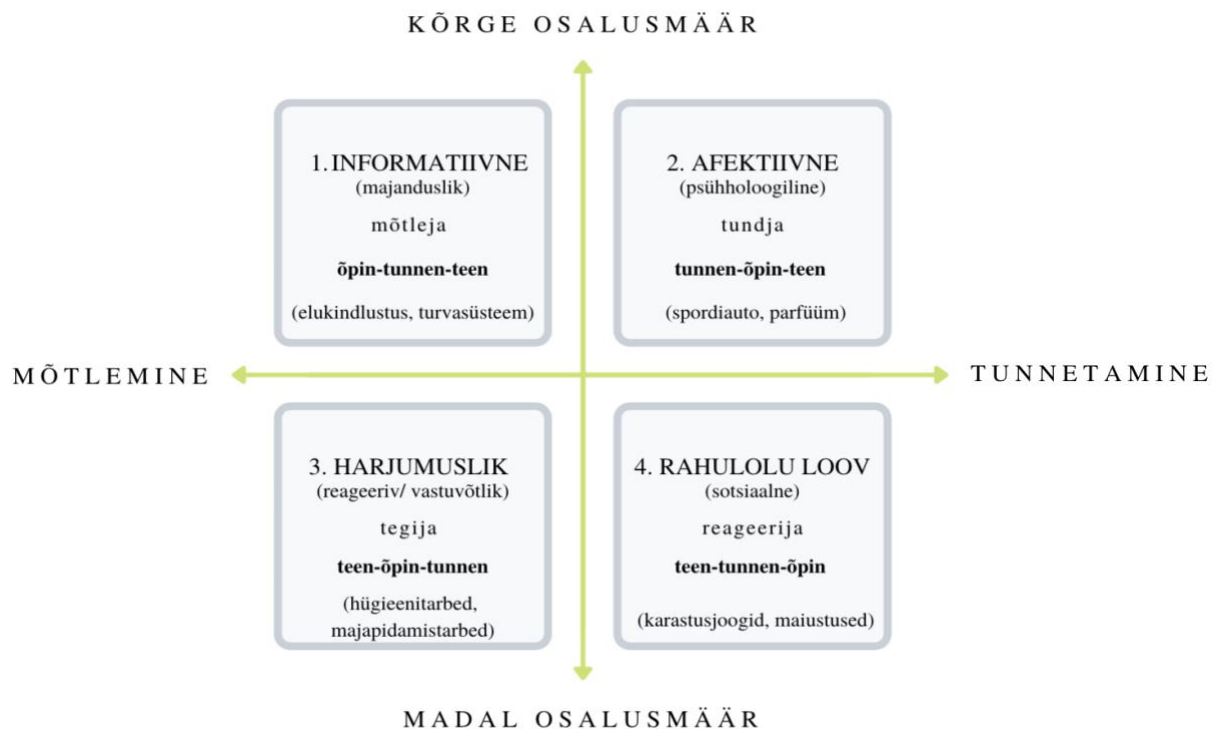 KÕRGE OSALUSMÄÄR
1. INFORMATIIVNE
(majanduslik)
mõtleja
õpin-tunnen-teen
(elukindlustus, turvasüsteem)
2. AFEKTIIVNE
(psühholoogiline)
tundja
tunnen-õpin-teen
(spordiauto, parfüüm)
MÕTLEMINE
TUNNETAMINE
3. HARJUMUSLIK
(reageeriv/ vastuvõtlik)
tegija
teen-õpin-tunnen
(hügieenitarbed,
majapidamistarbed)
4. RAHULOLU LOOV
(sotsiaalne)
reageerija
teen-tunnen-õpin
(karastusjoogid, maiustused)
MADAL OSALUSMÄÄR